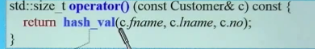 std::size_t operator() (const Customer& c) const {
return hash_val(c.fname, c.lname, c.no);
}